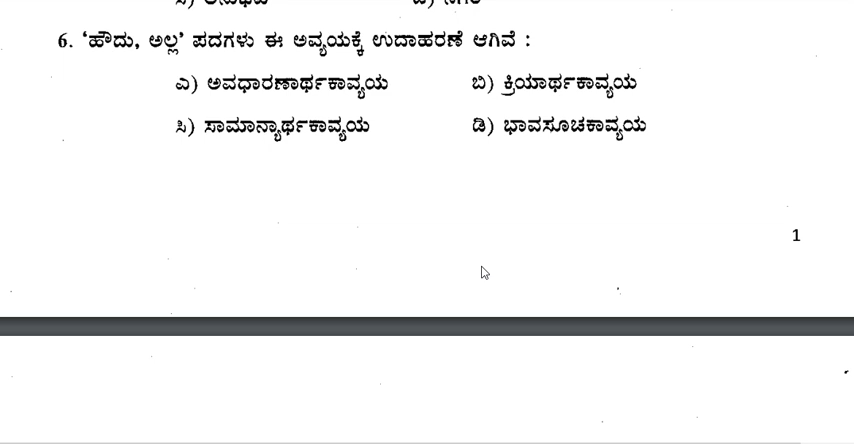 6. ‘ಹೌದು, ಅಲ್ಲ’ ಪದಗಳು ಈ ಅವ್ಯಯಕ್ಕೆ ಉದಾಹರಣೆ ಆಗಿವೆ :
ಎ) ಅವಧಾರಣಾರ್ಥಕಾವ್ಯಯ ಬಿ) ಕ್ರಿಯಾರ್ಥಕಾವ್ಯಯ
ಸಿ) ಸಾಮಾನ್ಯಾರ್ಥಕಾವ್ಯಯ ಡಿ) ಭಾವಸೂಚಕಾವ್ಯಯ
1